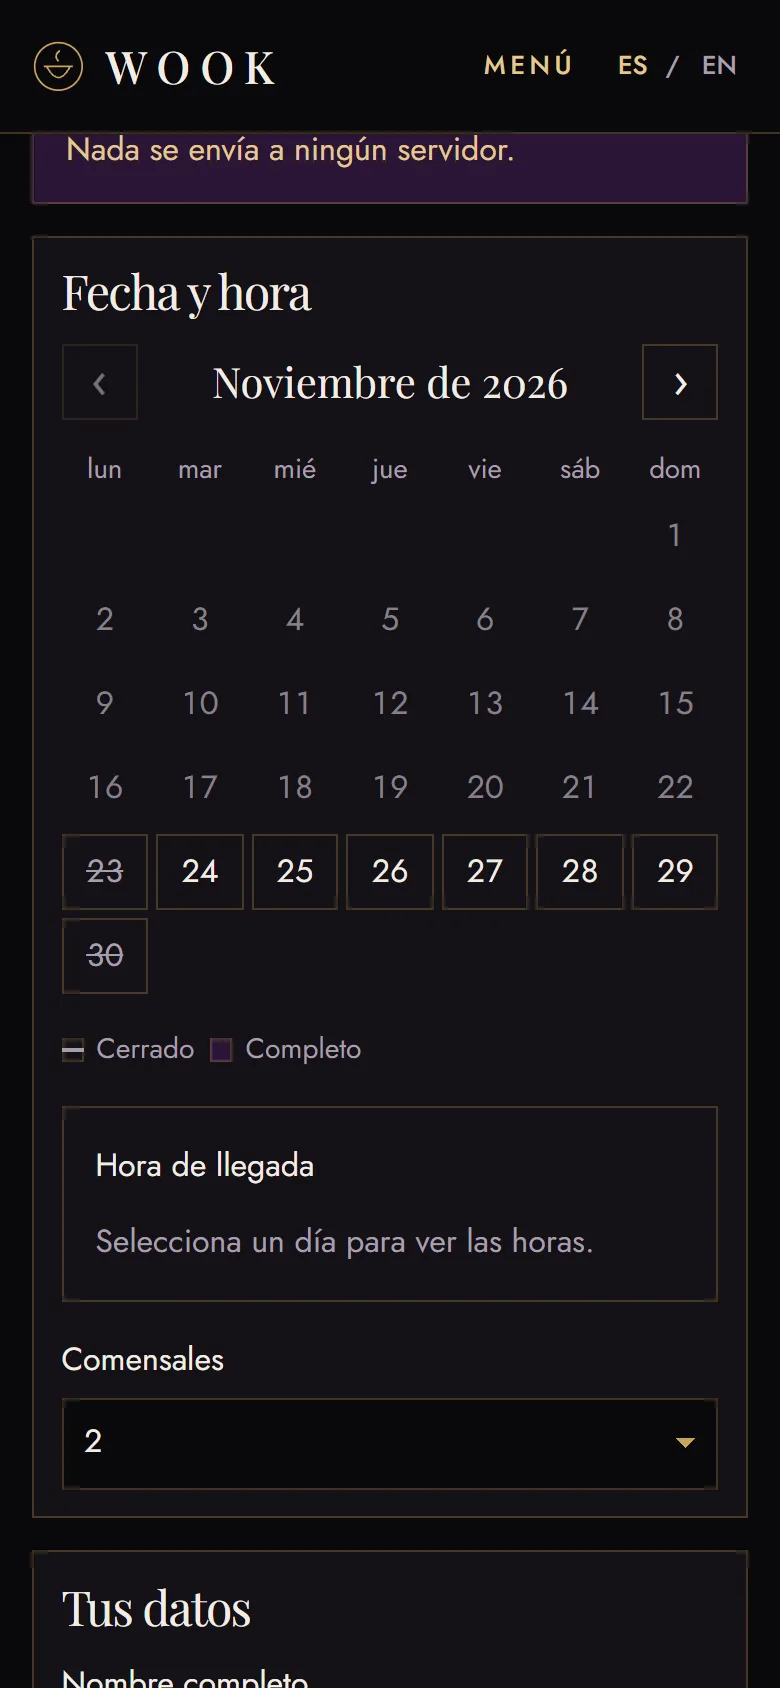 WOOK MENÚ ES / EN
Nada se envía a ningún servidor.
Fecha y hora
‹ Noviembre de 2026 ›
lun mar mié jue vie sáb dom
1
2 3 4 5 6 7 8
9 10 11 12 13 14 15
16 17 18 19 20 21 22
23 24 25 26 27 28 29
30
Cerrado Completo
Hora de llegada
Selecciona un día para ver las horas.
Comensales
2
Tus datos
Nombre completo